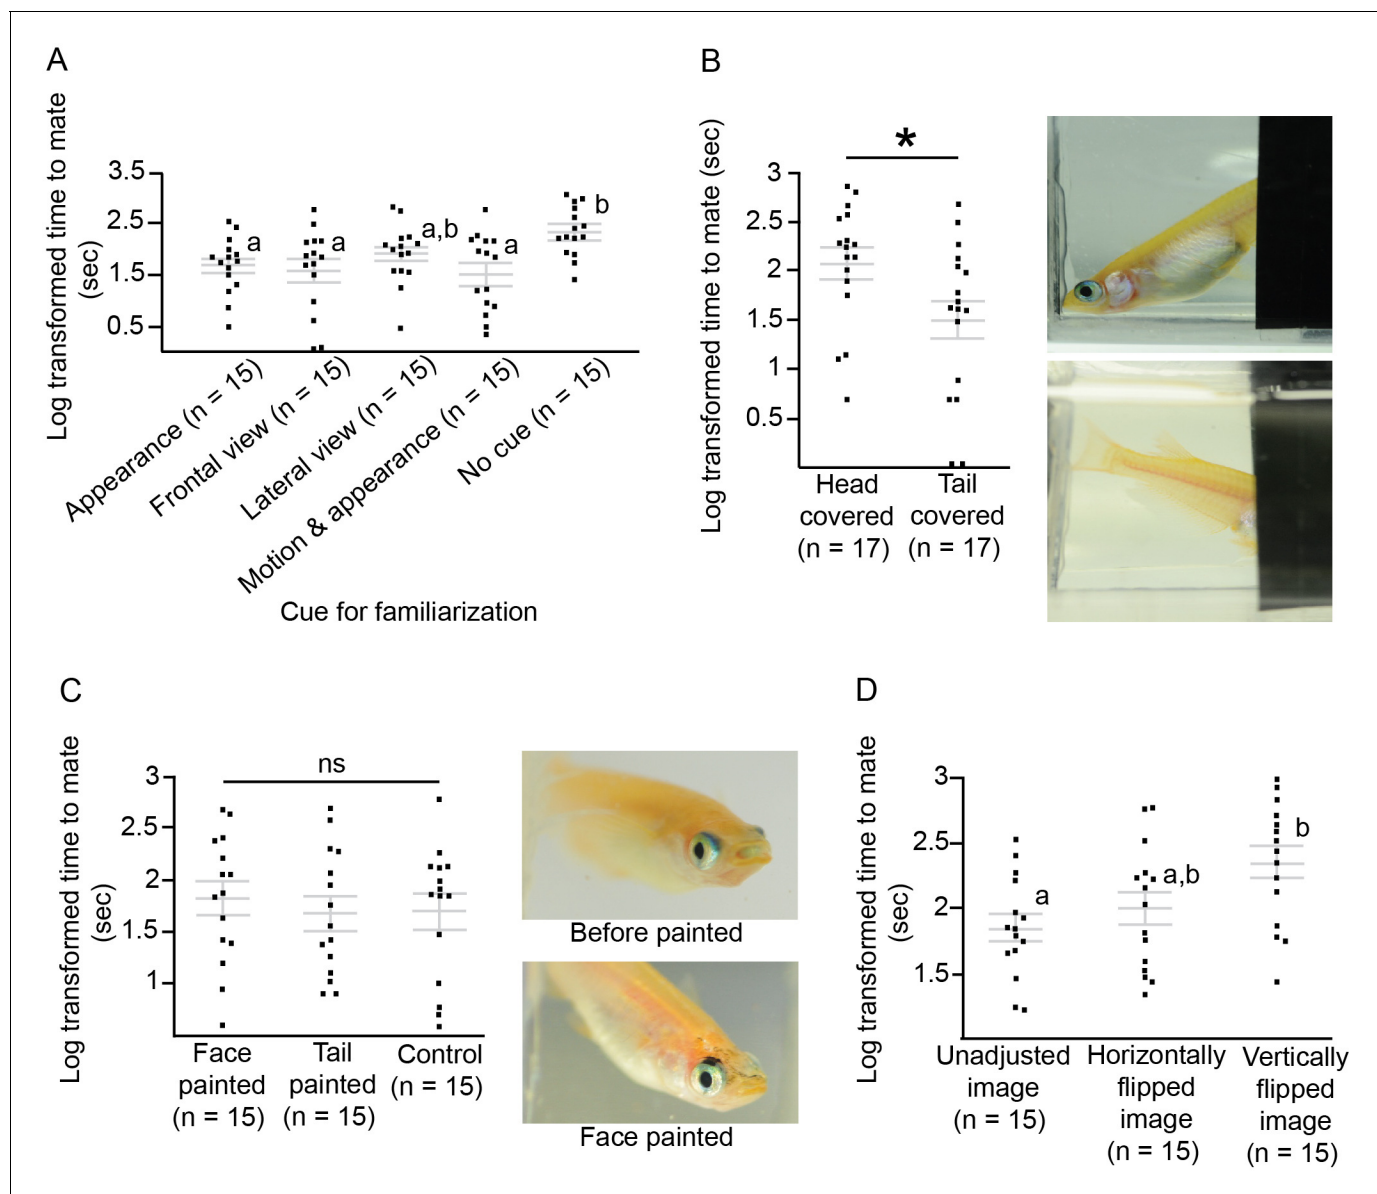 A
Log transformed time to mate
(sec)
3.5
2.5
1.5
0.5
a
a
a,b
a
b
Appearance (n = 15)
Frontal view (n = 15)
Lateral view (n = 15)
Motion & appearance (n = 15)
No cue (n = 15)
Cue for familiarization
B
Log transformed time to mate (sec)
3
2.5
2
1.5
1
0.5
*
Head
covered
(n = 17)
Tail
covered
(n = 17)
C
Log transformed time to mate
(sec)
3
2.5
2
1.5
1
ns
Face
painted
(n = 15)
Tail
painted
(n = 15)
Control
(n = 15)
Before painted
Face painted
D
Log transformed time to mate
(sec)
3
2.5
2
1.5
a
a,b
b
Unadjusted
image
(n = 15)
Horizontally
flipped
image
(n = 15)
Vertically
flipped
image
(n = 15)